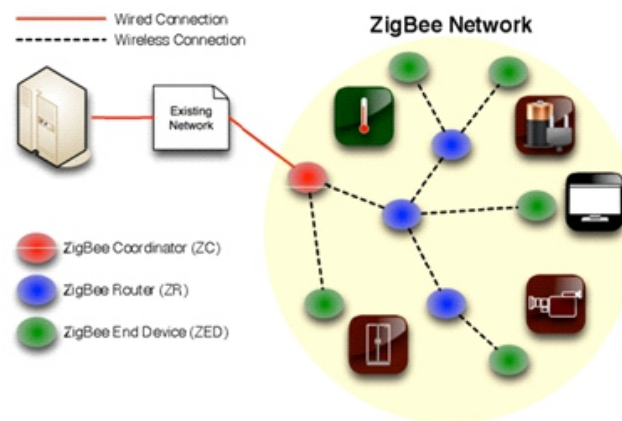 Wired Connection
Wireless Connection
ZigBee Network
Existing
Network
ZigBee Coordinator (ZC)
ZigBee Router (ZR)
ZigBee End Device (ZED)